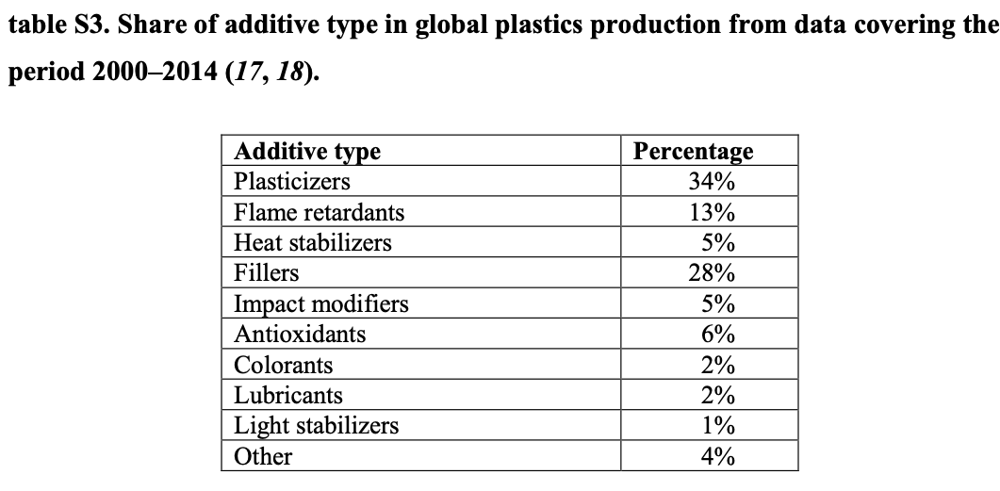 table S3. Share of additive type in global plastics production from data covering the
period 2000–2014 (17, 18).
Additive type Percentage
Plasticizers 34%
Flame retardants 13%
Heat stabilizers 5%
Fillers 28%
Impact modifiers 5%
Antioxidants 6%
Colorants 2%
Lubricants 2%
Light stabilizers 1%
Other 4%